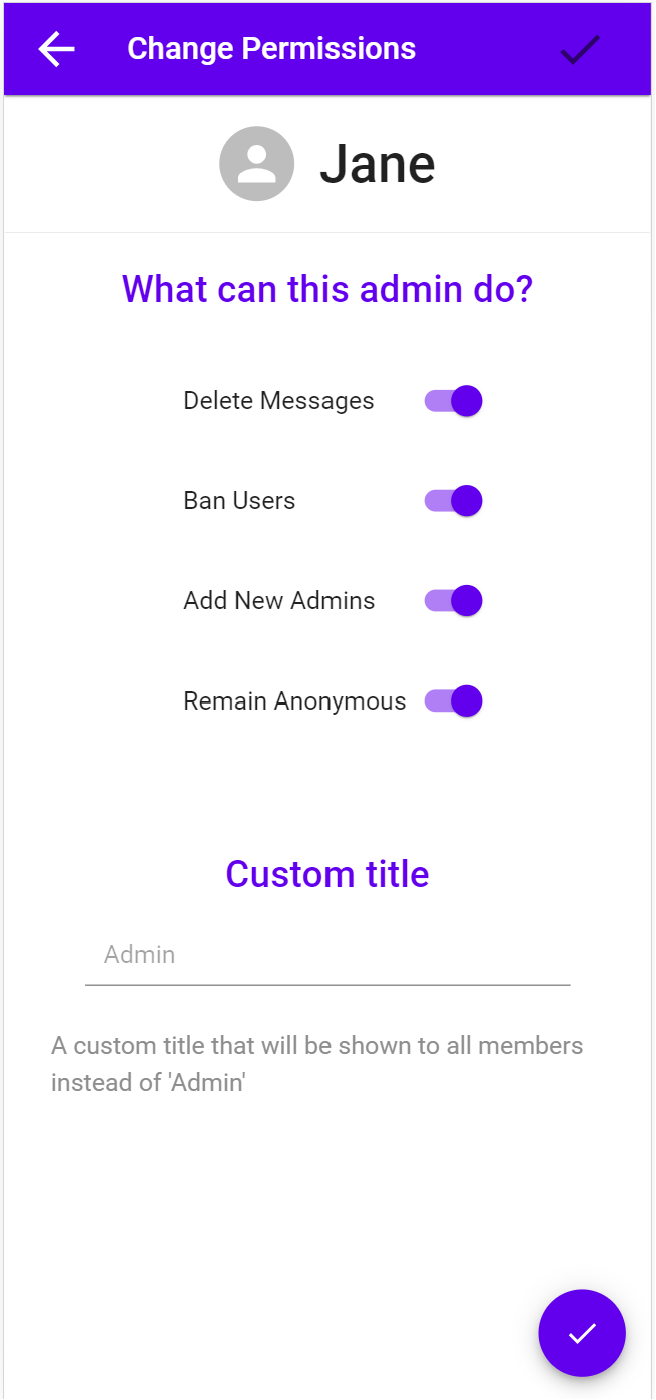 Change Permissions
Jane
What can this admin do?
Delete Messages
Ban Users
Add New Admins
Remain Anonymous
Custom title
Admin
A custom title that will be shown to all members
instead of 'Admin'